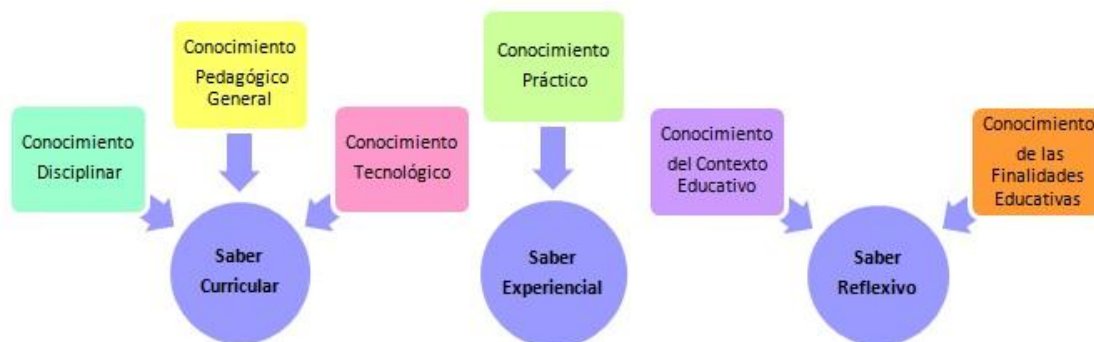 Conocimiento
Disciplinar
Conocimiento
Pedagógico
General
Conocimiento
Tecnológico
Saber
Curricular
Conocimiento
Práctico
Saber
Experiencial
Conocimiento
del Contexto
Educativo
Conocimiento
de las
Finalidades
Educativas
Saber
Reflexivo